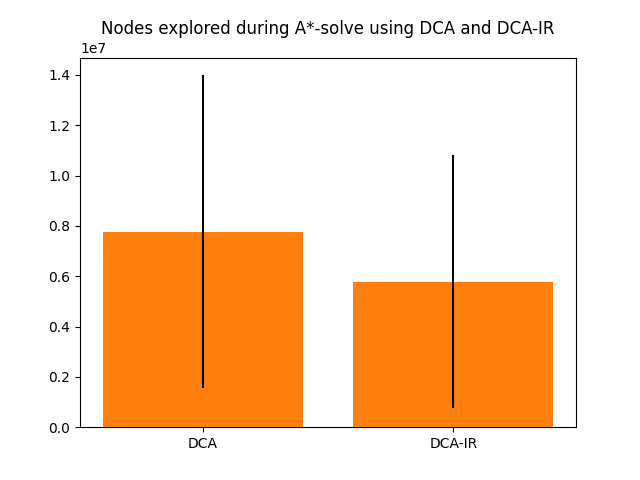 Nodes explored during A*-solve using DCA and DCA-IR
1e7
1.4
1.2
1.0
0.8
0.6
0.4
0.2
0.0
DCA
DCA-IR